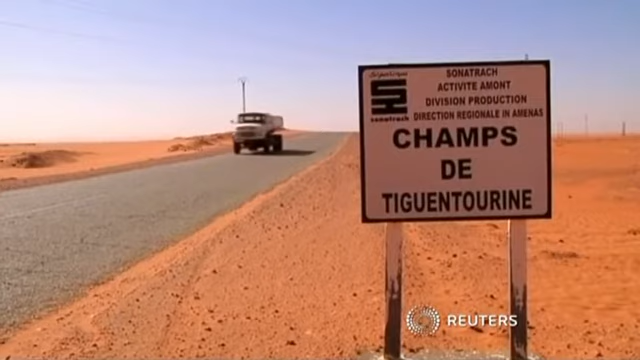 SONATRACH
ACTIVITE AMONT
DIVISION PRODUCTION
DIRECTION REGIONALE IN AMENAS
sonatrach
CHAMPS
DE
TIGUENTOURINE
REUTERS